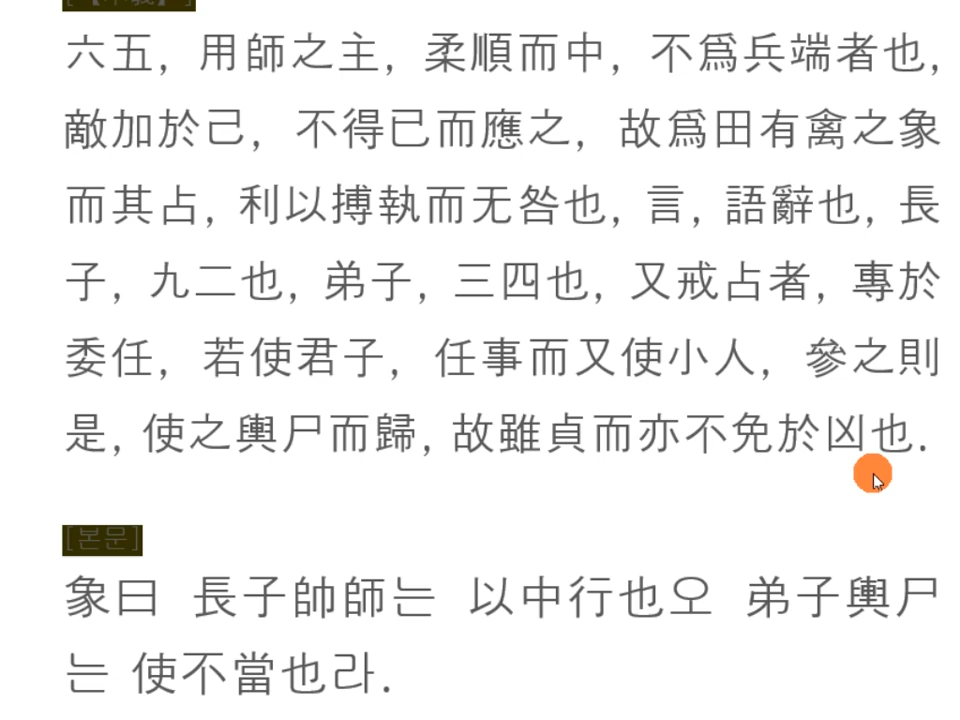 六五, 用師之主, 柔順而中, 不爲兵端者也,
敵加於己, 不得已而應之, 故爲田有禽之象
而其占, 利以搏執而无咎也, 言, 語辭也, 長
子, 九二也, 弟子, 三四也, 又戒占者, 專於
委任, 若使君子, 任事而又使小人, 參之則
是, 使之輿尸而歸, 故雖貞而亦不免於凶也.
[본문]
象曰 長子帥師는 以中行也오 弟子輿尸
는 使不當也라.